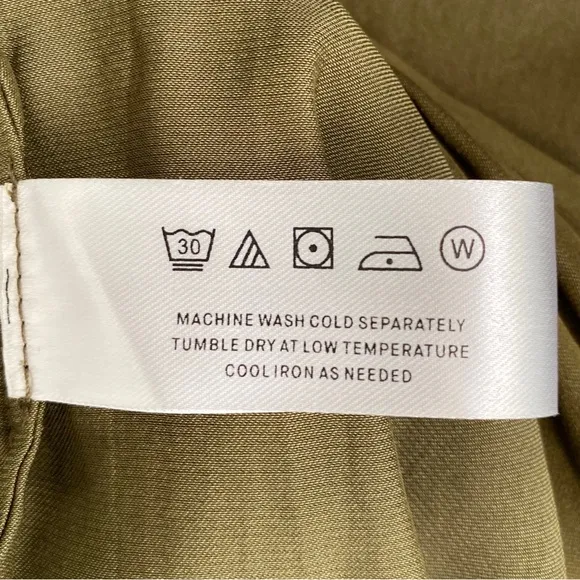 30 W
MACHINE WASH COLD SEPARATELY
TUMBLE DRY AT LOW TEMPERATURE
COOL IRON AS NEEDED